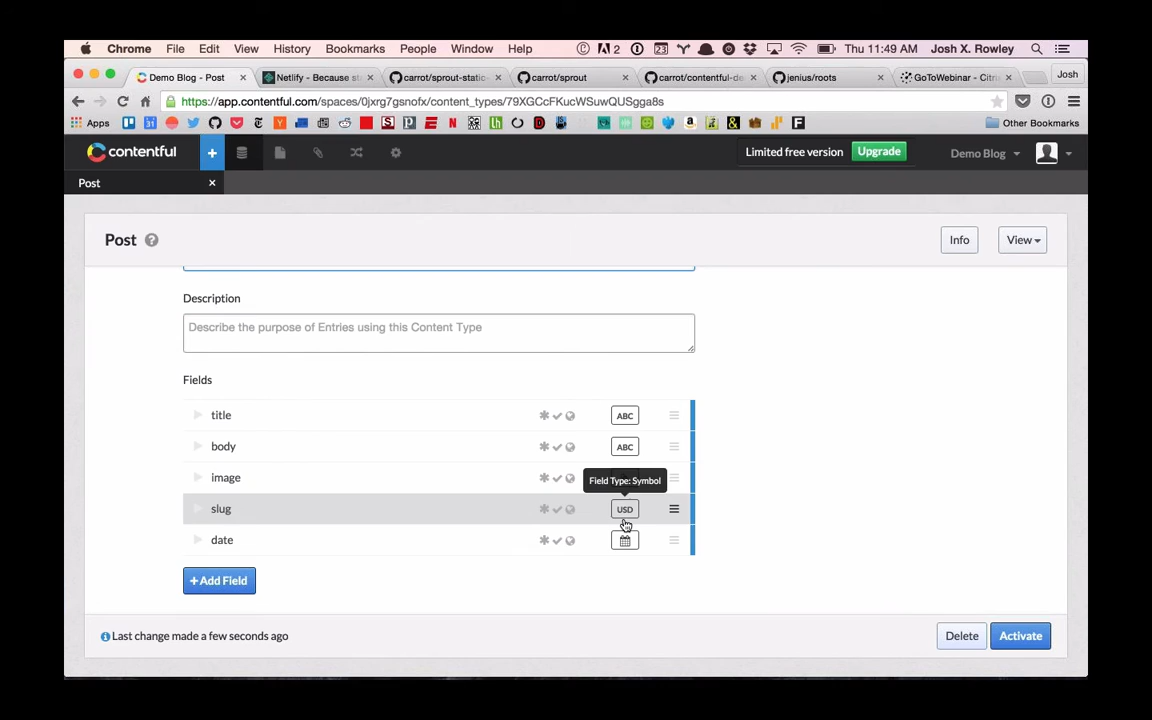 Chrome File Edit View History Bookmarks People Window Help 2 23 Thu 11:49 AM Josh X. Rowley
Demo Blog - Post × Netlify - Because sta × carrot/sprout-static- × carrot/sprout × carrot/contentful-de × jenius/roots × GoToWebinar - Citrix × Josh
https://app.contentful.com/spaces/0jxrg7gsnofx/content_types/79XGCcFKucWSuwQUSgga8s
Apps Other Bookmarks
contentful + Limited free version Upgrade Demo Blog
Post ×
Post ? Info View
Description
Describe the purpose of Entries using this Content Type
Fields
title ABC
body ABC
image
Field Type: Symbol
slug USD
date
+ Add Field
Last change made a few seconds ago Delete Activate